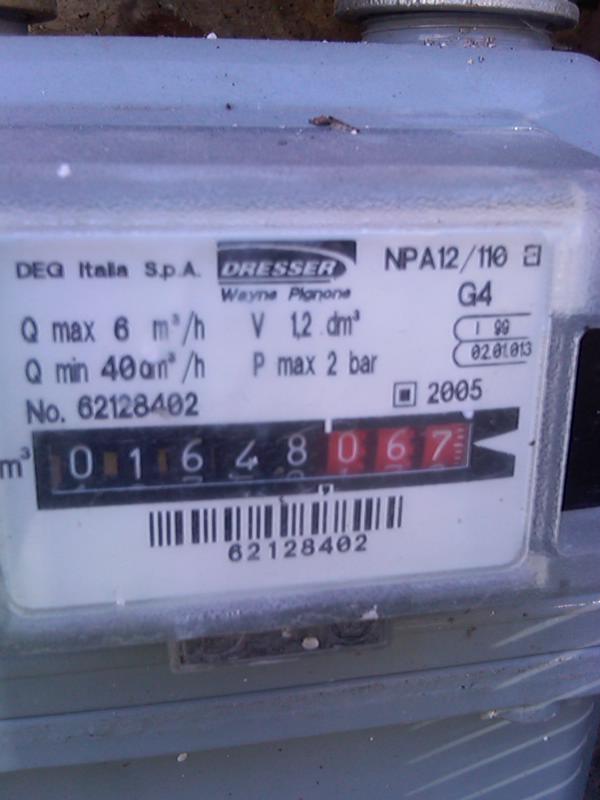 DEG Italia S.p.A.
DRESSER
Wayne Pignone
NPA12/110
G4
Q max 6 m³/h
V 1,2 dm³
Q min 40 dm³/h
P max 2 bar
1 99
02.01.013
No. 62128402
2005
m³ 01648067
62128402